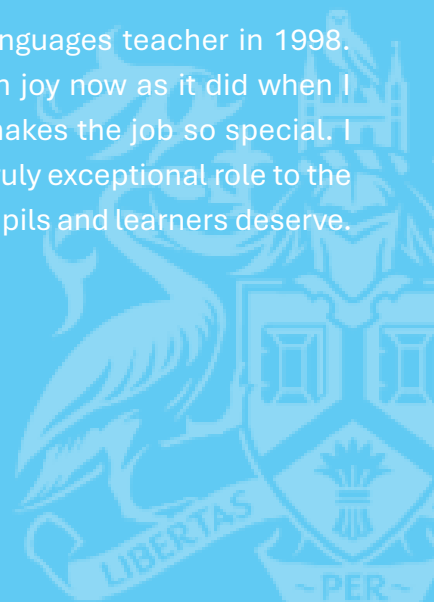 nguages teacher in 1998.
n joy now as it did when I
nakes the job so special. I
ruly exceptional role to the
pils and learners deserve.
LIBERTAS
~PER~